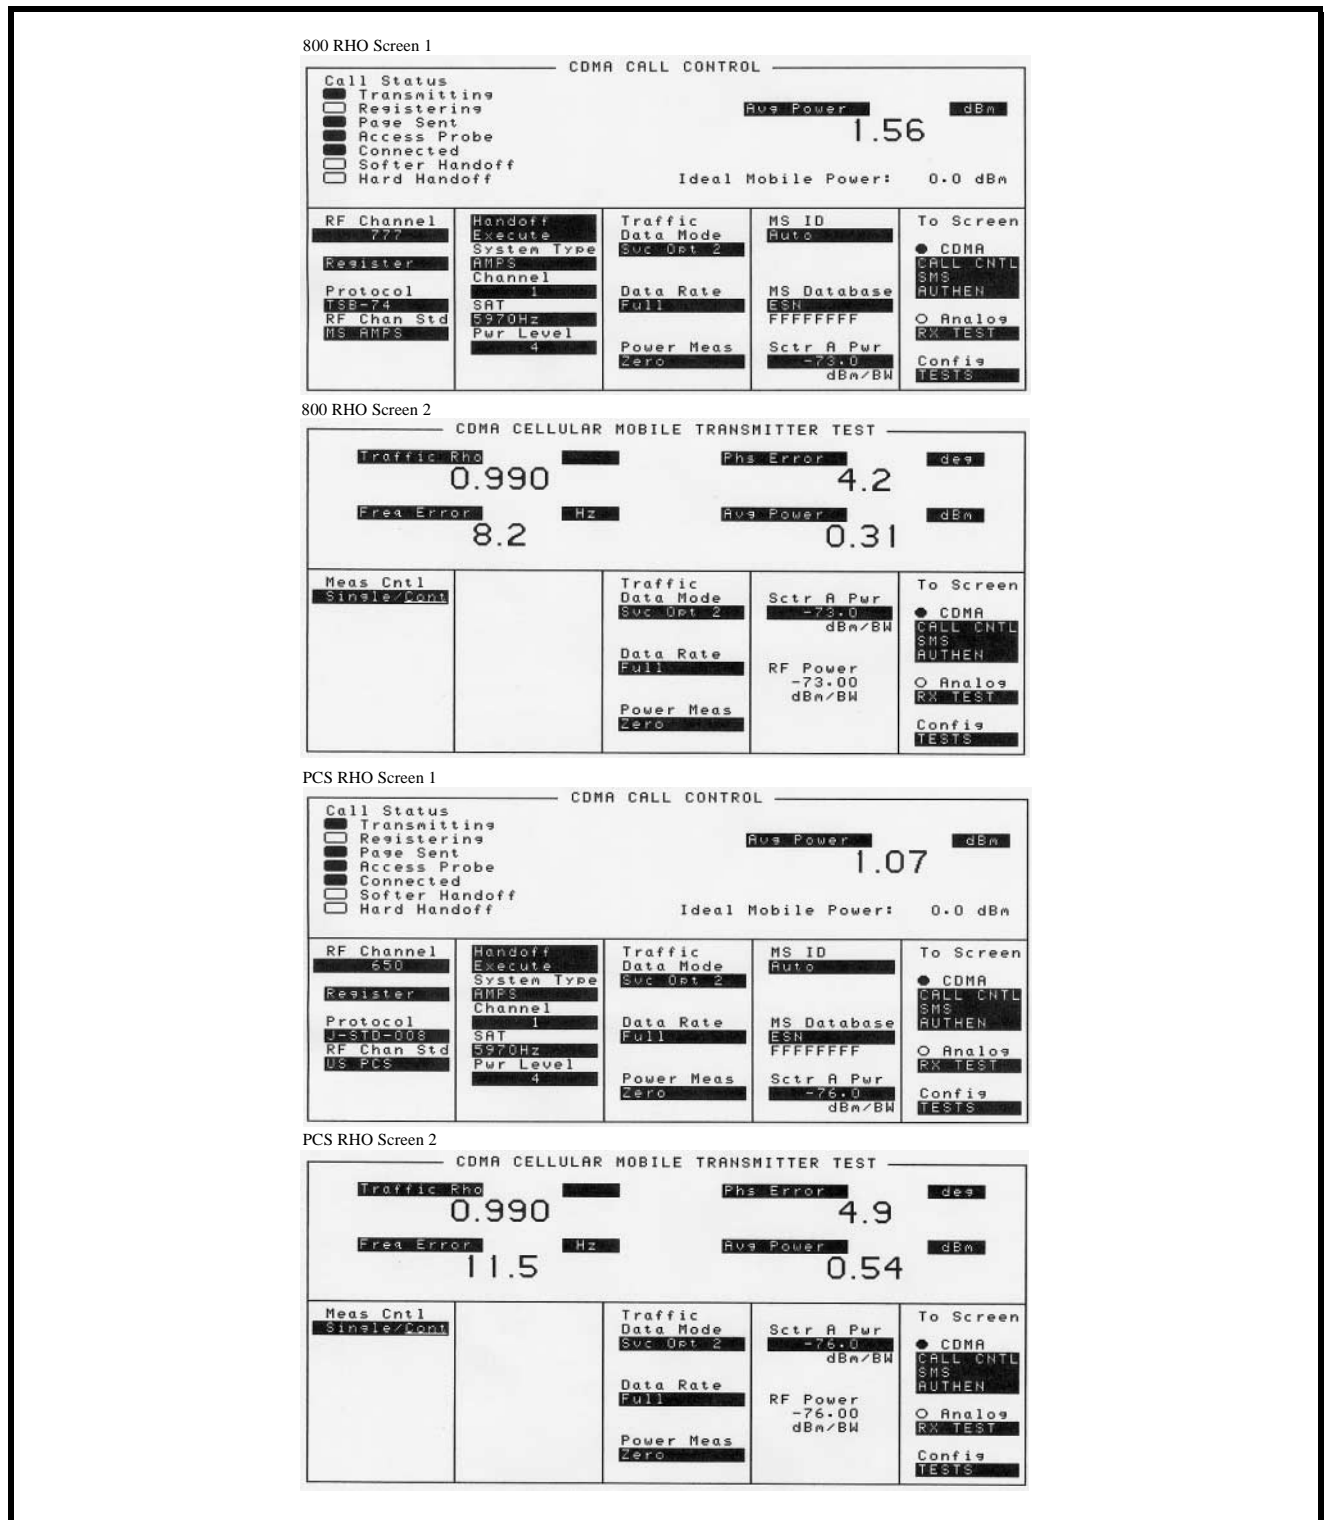 800 RHO Screen 1
CDMA CALL CONTROL
Call Status
Transmitting
Registering
Page Sent
Access Probe
Connected
Softer Handoff
Hard Handoff
Avg Power
dBm
1.56
Ideal Mobile Power: 0.0 dBm
RF Channel
777
Register
Protocol
TSB-74
RF Chan Std
MS AMPS
Handoff
Execute
System Type
AMPS
Channel
1
SAT
5970Hz
Pwr Level
4
Traffic
Data Mode
Svc Opt 2
Data Rate
Full
Power Meas
Zero
MS ID
Auto
MS Database
ESN
FFFFFFFF
Sctr A Pwr
-73.0
dBm/BW
To Screen
CDMA
CALL CNTL
SMS
AUTHEN
Analog
RX TEST
Config
TESTS
800 RHO Screen 2
CDMA CELLULAR MOBILE TRANSMITTER TEST
Traffic Rho
0.990
Phs Error
deg
4.2
Freq Error
Hz
8.2
Avg Power
dBm
0.31
Meas Cntl
Single/Cont
Traffic
Data Mode
Svc Opt 2
Data Rate
Full
Power Meas
Zero
Sctr A Pwr
-73.0
dBm/BW
RF Power
-73.00
dBm/BW
To Screen
CDMA
CALL CNTL
SMS
AUTHEN
Analog
RX TEST
Config
TESTS
PCS RHO Screen 1
CDMA CALL CONTROL
Call Status
Transmitting
Registering
Page Sent
Access Probe
Connected
Softer Handoff
Hard Handoff
Avg Power
dBm
1.07
Ideal Mobile Power: 0.0 dBm
RF Channel
650
Register
Protocol
J-STD-008
RF Chan Std
US PCS
Handoff
Execute
System Type
AMPS
Channel
1
SAT
5970Hz
Pwr Level
4
Traffic
Data Mode
Svc Opt 2
Data Rate
Full
Power Meas
Zero
MS ID
Auto
MS Database
ESN
FFFFFFFF
Sctr A Pwr
-76.0
dBm/BW
To Screen
CDMA
CALL CNTL
SMS
AUTHEN
Analog
RX TEST
Config
TESTS
PCS RHO Screen 2
CDMA CELLULAR MOBILE TRANSMITTER TEST
Traffic Rho
0.990
Phs Error
deg
4.9
Freq Error
Hz
11.5
Avg Power
dBm
0.54
Meas Cntl
Single/Cont
Traffic
Data Mode
Svc Opt 2
Data Rate
Full
Power Meas
Zero
Sctr A Pwr
-76.0
dBm/BW
RF Power
-76.00
dBm/BW
To Screen
CDMA
CALL CNTL
SMS
AUTHEN
Analog
RX TEST
Config
TESTS